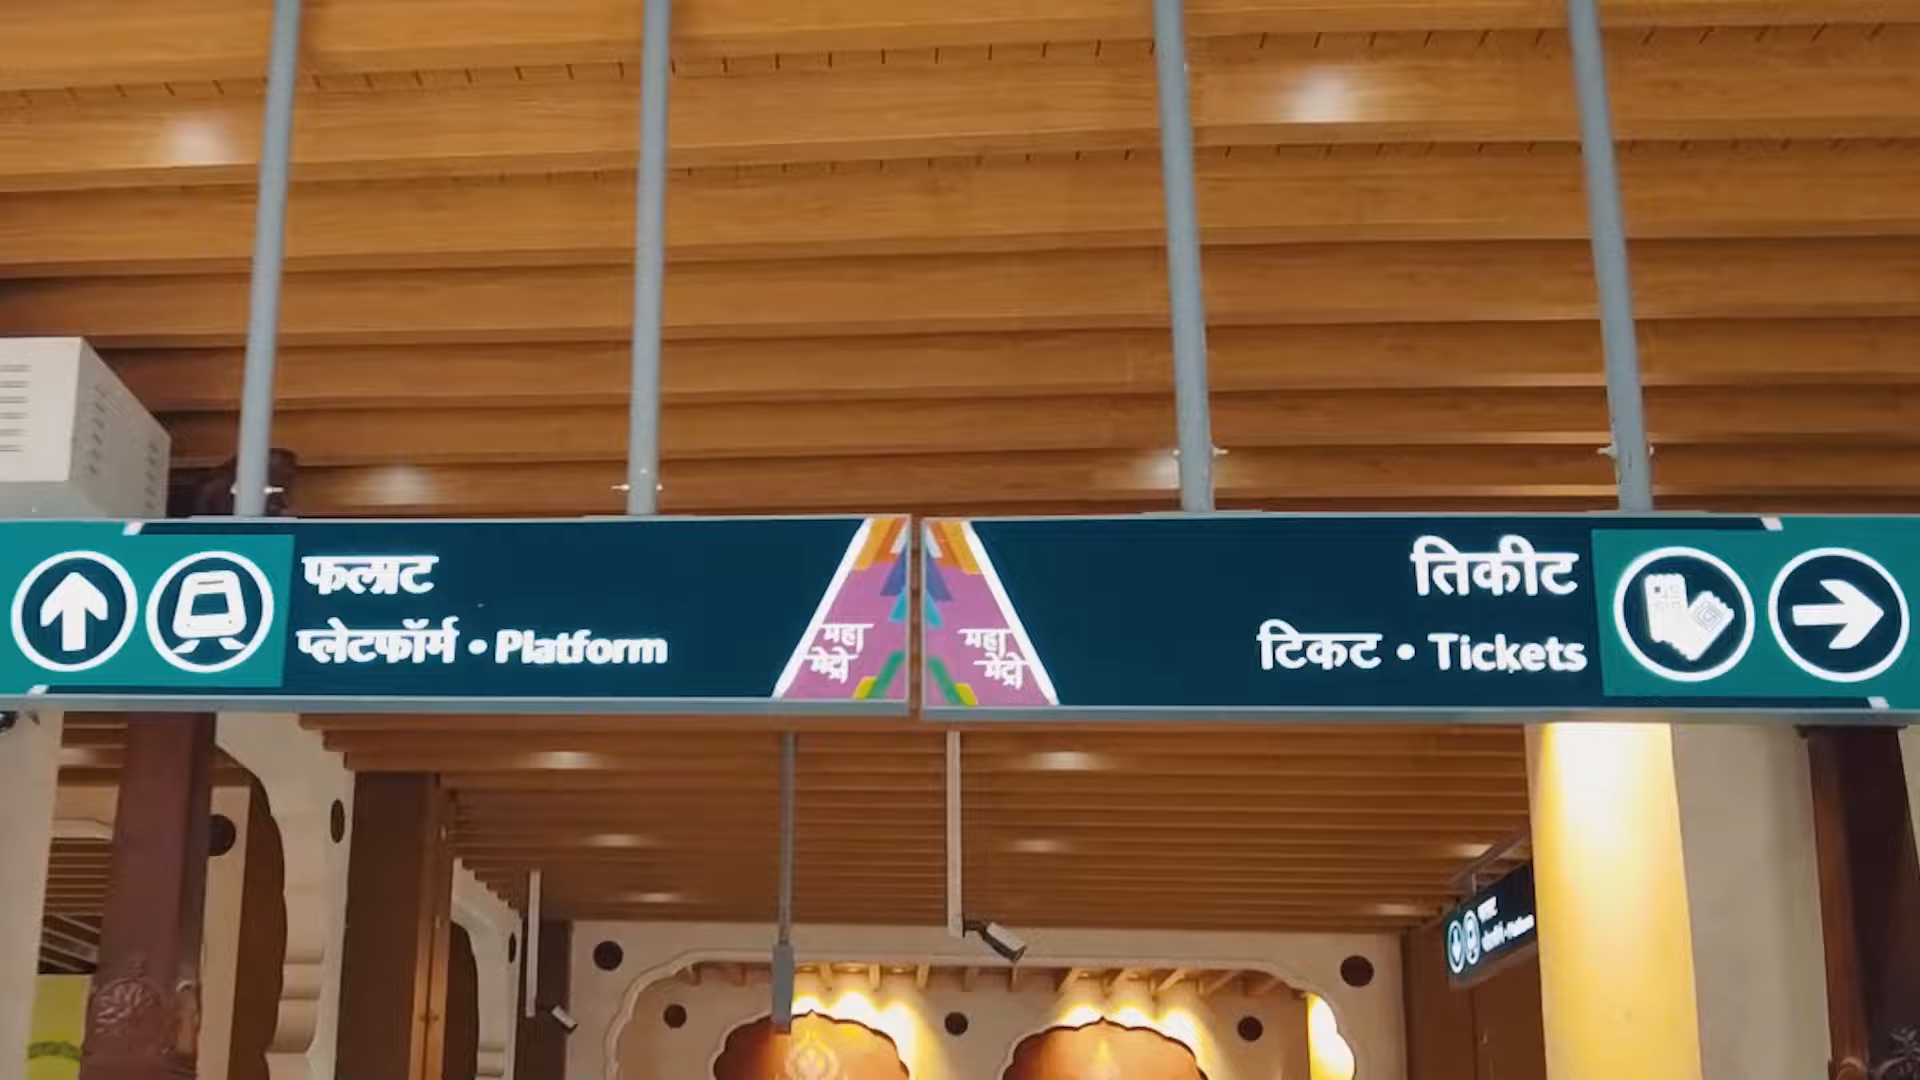 फलाट
प्लेटफॉर्म • Platform
महा
मेट्रो
महा
मेट्रो
तिकीट
टिकट • Tickets